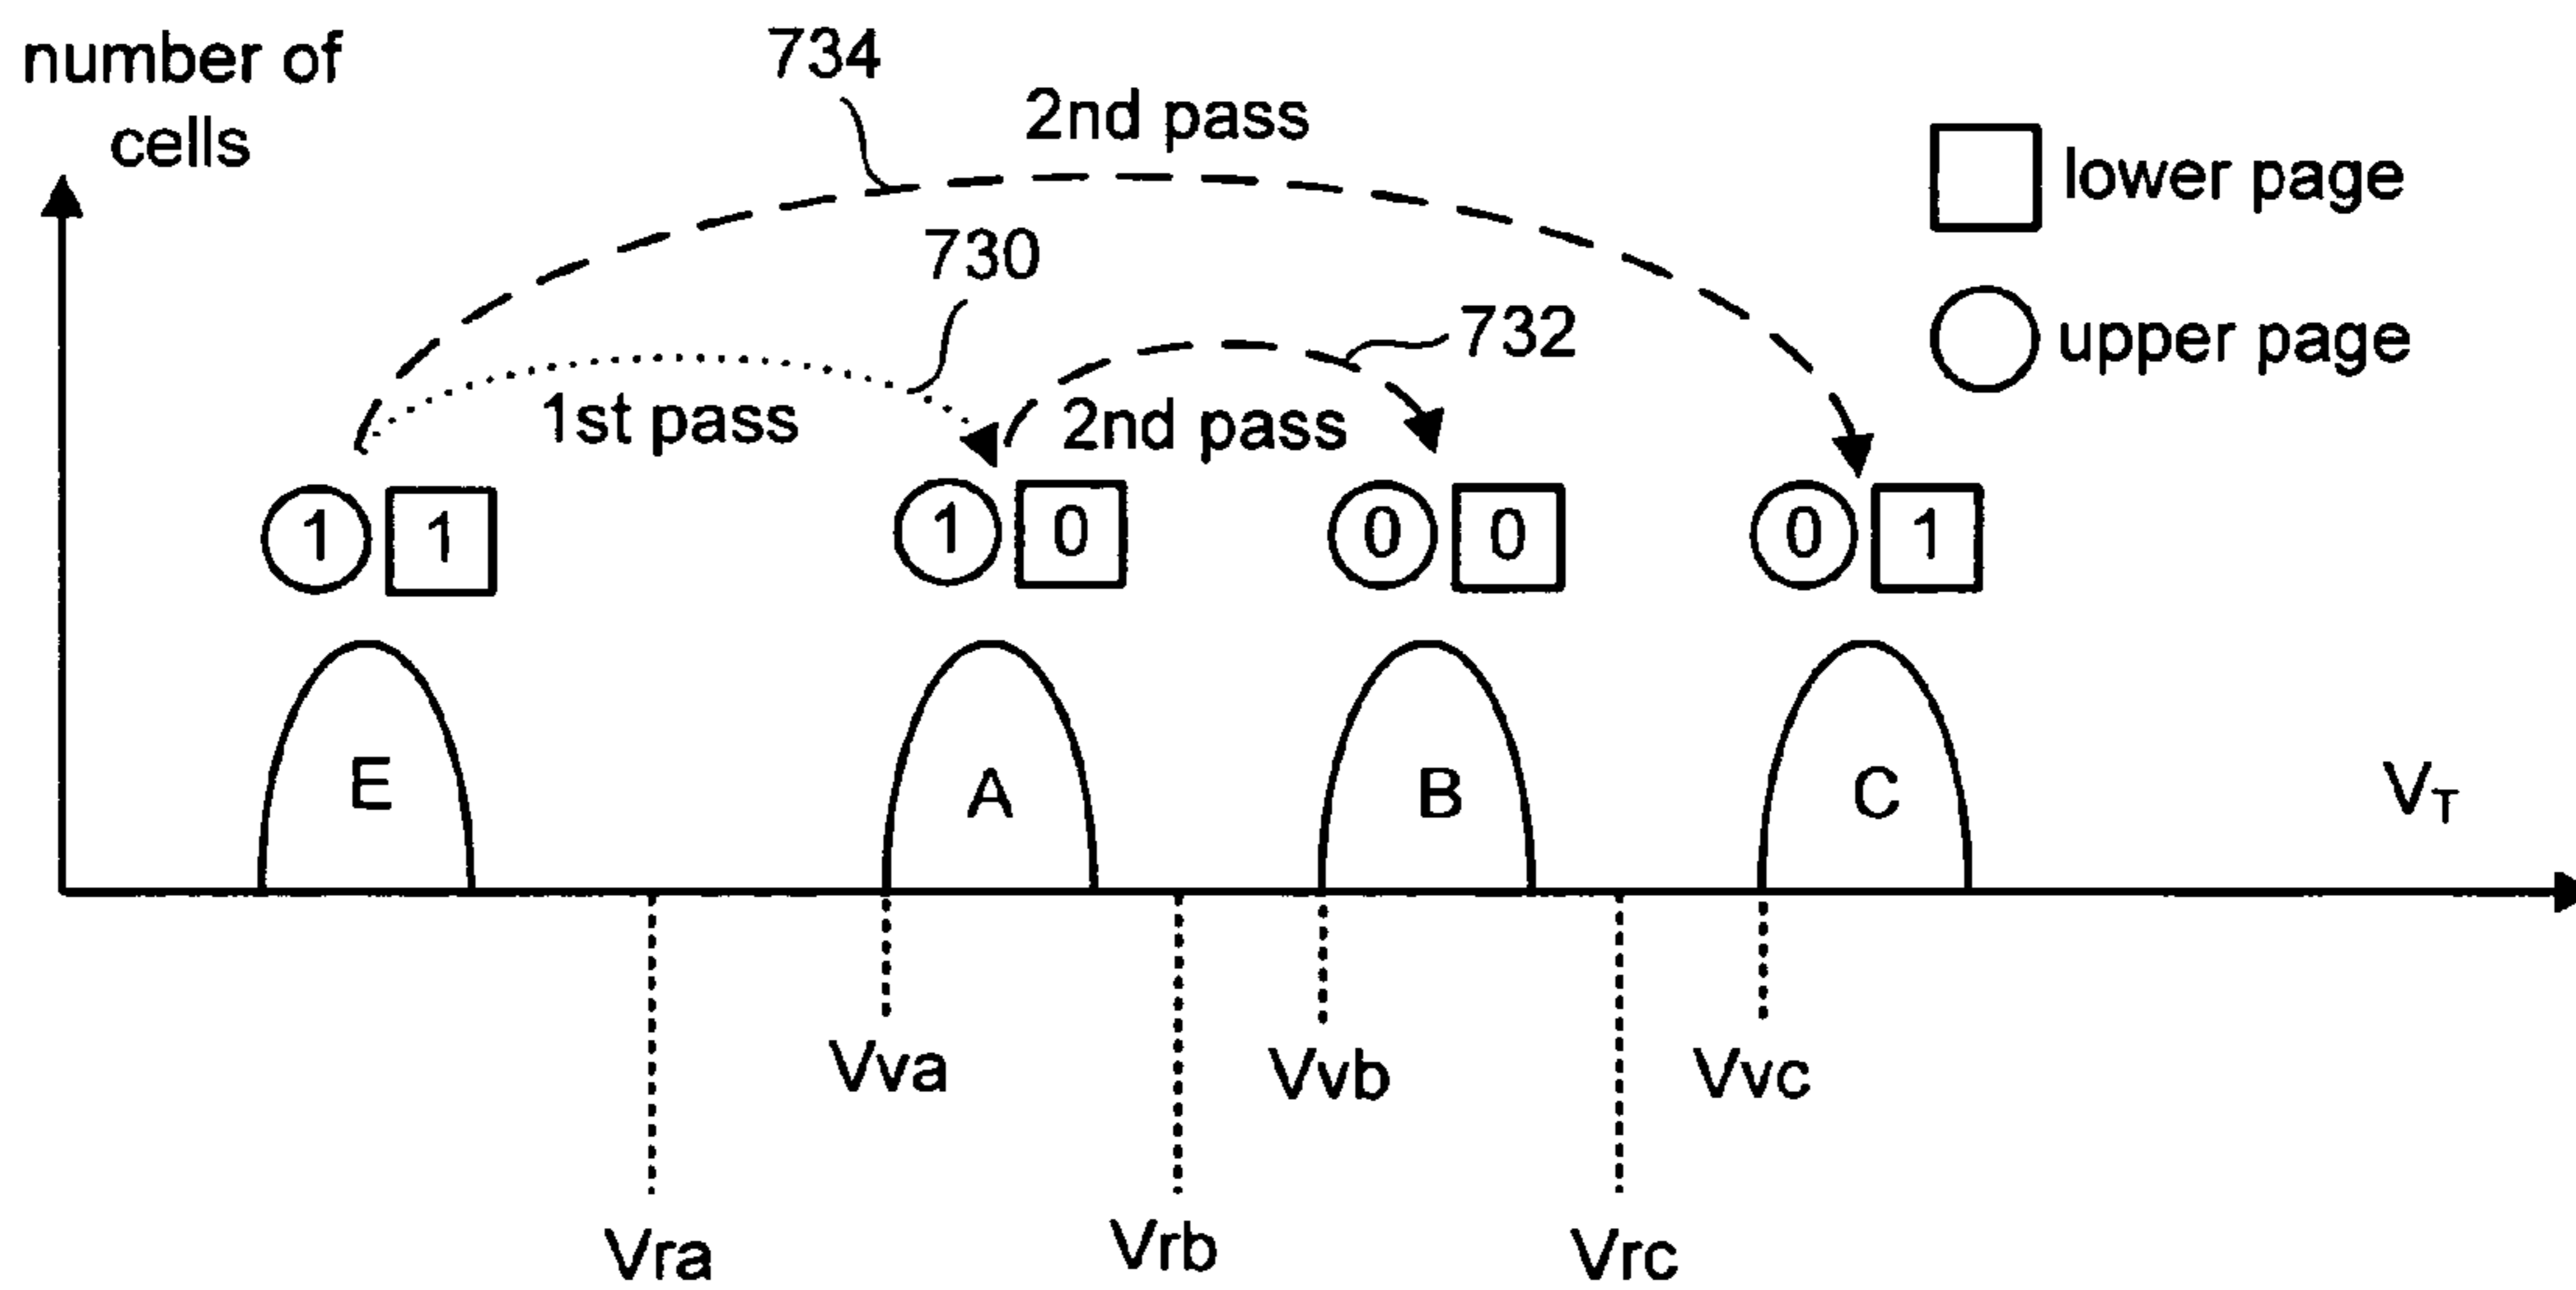 number of
cells
734
2nd pass
lower page
730
732
upper page
1st pass
2nd pass
1 1
1 0
0 0
0 1
E
A
B
C
VT
Vva
Vvb
Vvc
Vra
Vrb
Vrc